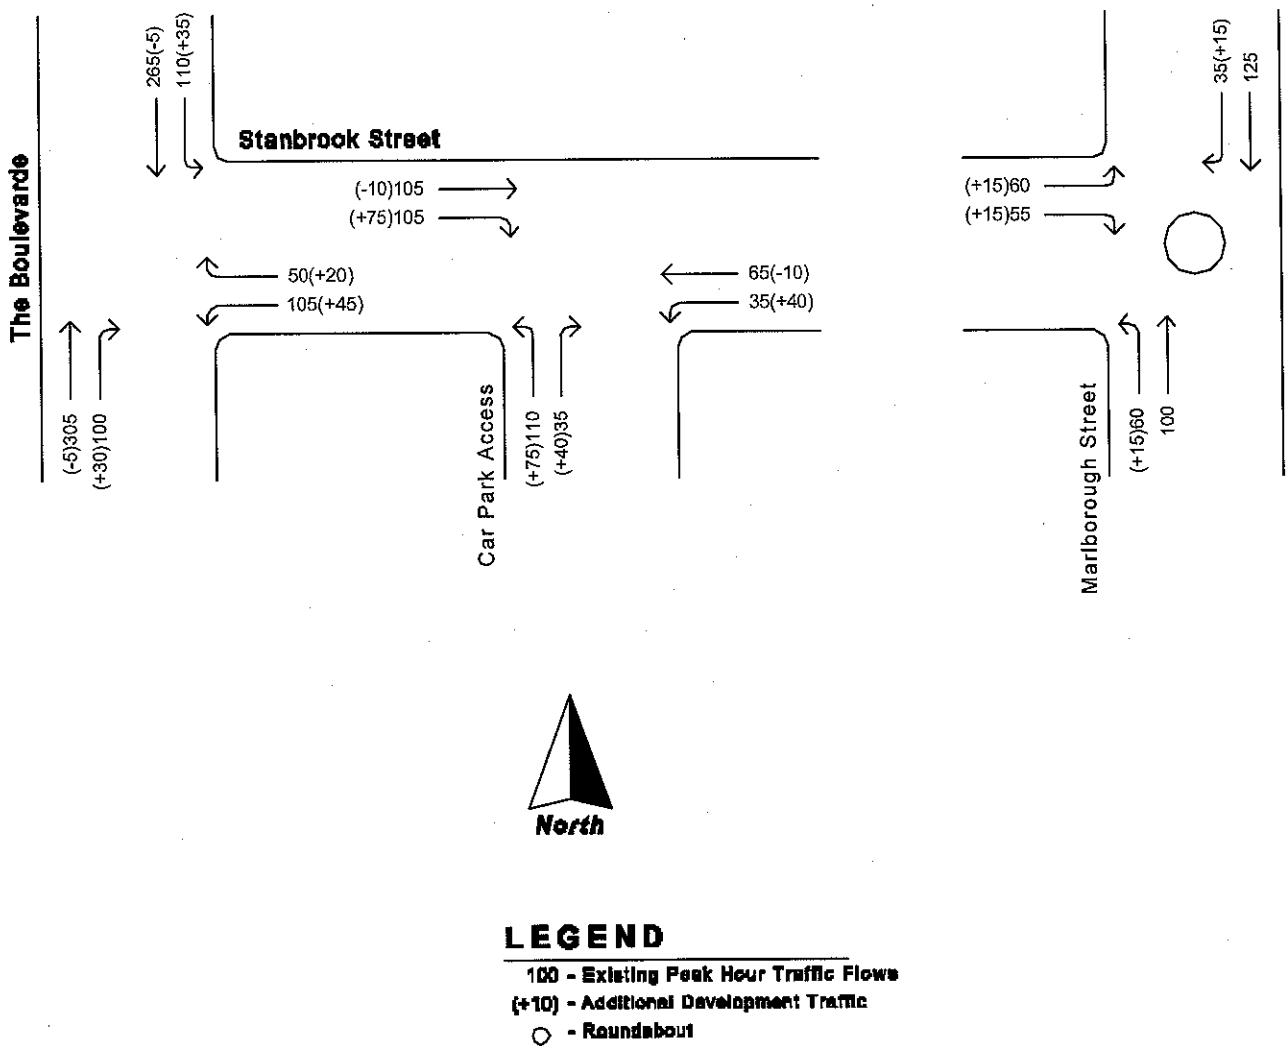 265(-5)
110(+35)
35(+15)
125
Stanbrook Street
The Boulevarde
(-10)105
(+75)105
(+15)60
(+15)55
50(+20)
105(+45)
65(-10)
35(+40)
(-5)305
(+30)100
Car Park Access
(+75)110
(+40)35
Marlborough Street
(+15)60
100
North
LEGEND
100 - Existing Peak Hour Traffic Flows
(+10) - Additional Development Traffic
- Roundabout